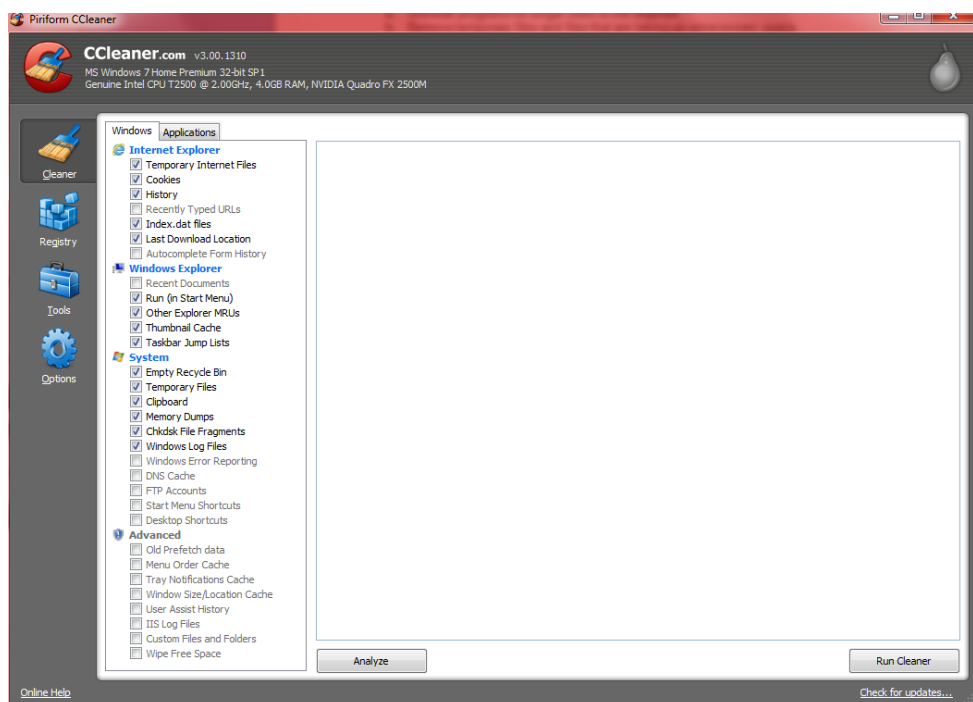 Piriform CCleaner
CCleaner.com v3.00.1310
MS Windows 7 Home Premium 32-bit SP1
Genuine Intel CPU T2500 @ 2.00GHz, 4.0GB RAM, NVIDIA Quadro FX 2500M
Cleaner
Registry
Tools
Options
Windows
Applications
Internet Explorer
Temporary Internet Files
Cookies
History
Recently Typed URLs
Index.dat files
Last Download Location
Autocomplete Form History
Windows Explorer
Recent Documents
Run (in Start Menu)
Other Explorer MRUs
Thumbnail Cache
Taskbar Jump Lists
System
Empty Recycle Bin
Temporary Files
Clipboard
Memory Dumps
Chkdsk File Fragments
Windows Log Files
Windows Error Reporting
DNS Cache
FTP Accounts
Start Menu Shortcuts
Desktop Shortcuts
Advanced
Old Prefetch data
Menu Order Cache
Tray Notifications Cache
Window Size/Location Cache
User Assist History
IIS Log Files
Custom Files and Folders
Wipe Free Space
Analyze
Run Cleaner
Online Help
Check for updates...